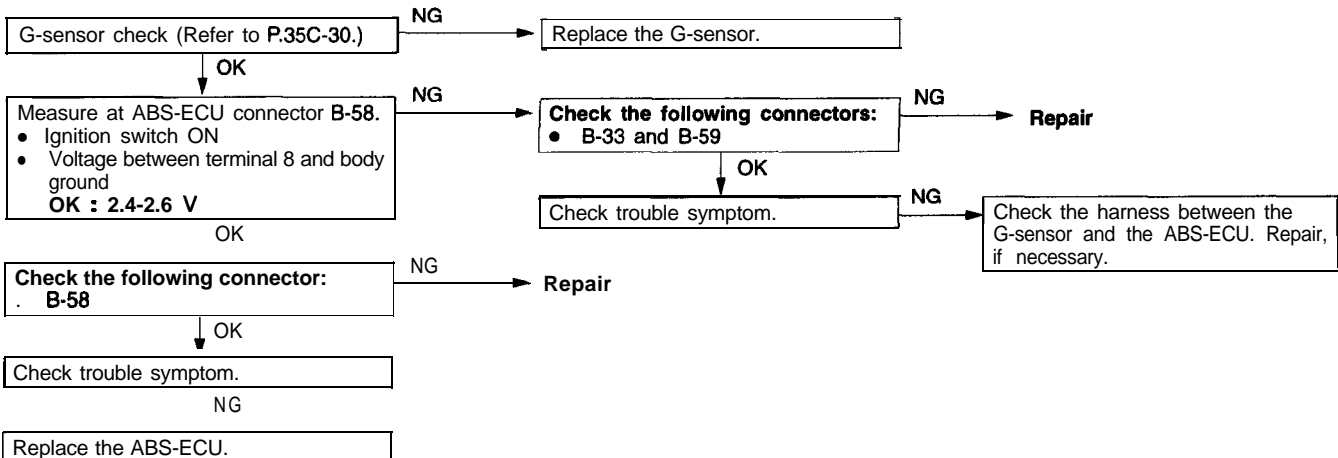 NG
G-sensor check (Refer to P.35C-30.)
Replace the G-sensor.
OK
NG
Measure at ABS-ECU connector B-58.
● Ignition switch ON
● Voltage between terminal 8 and body
ground
OK : 2.4-2.6 V
Check the following connectors:
● B-33 and B-59
NG
Repair
OK
Check trouble symptom.
NG
Check the harness between the
G-sensor and the ABS-ECU. Repair,
if necessary.
OK
Check the following connector:
. B-58
NG
Repair
OK
Check trouble symptom.
NG
Replace the ABS-ECU.